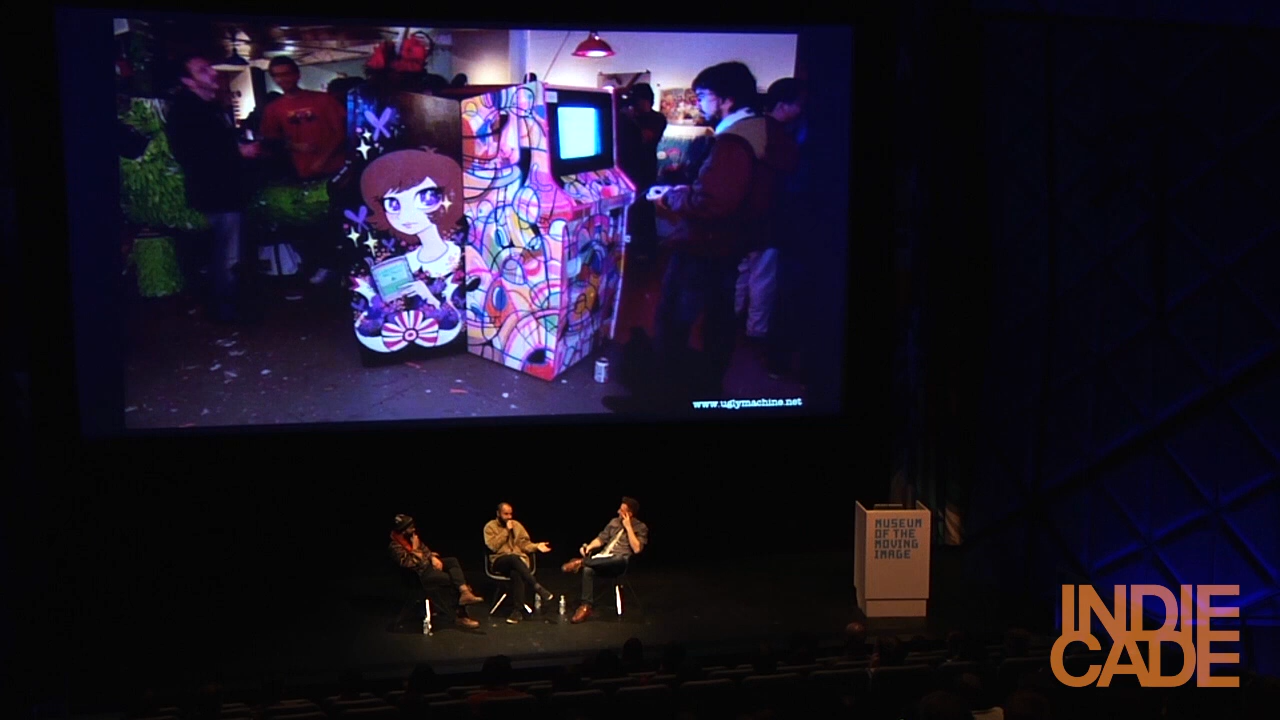 www.uglymachine.net
MUSEUM
OF THE
MOVING
IMAGE
INDIE
CADE